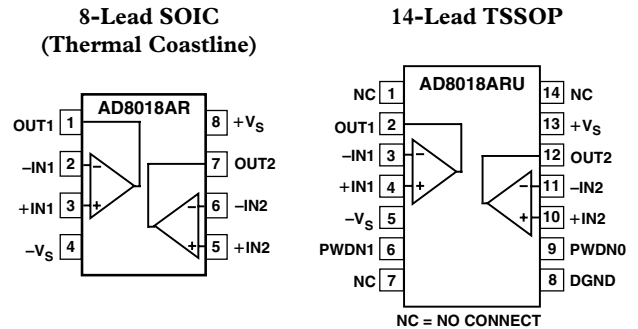 8-Lead SOIC
(Thermal Coastline)
AD8018AR
OUT1 1
–IN1 2
+IN1 3
–VS 4
8 +VS
7 OUT2
6 –IN2
5 +IN2
– + – +
14-Lead TSSOP
AD8018ARU
NC 1
OUT1 2
–IN1 3
+IN1 4
–VS 5
PWDN1 6
NC 7
14 NC
13 +VS
12 OUT2
11 –IN2
10 +IN2
9 PWDN0
8 DGND
– + – +
NC = NO CONNECT